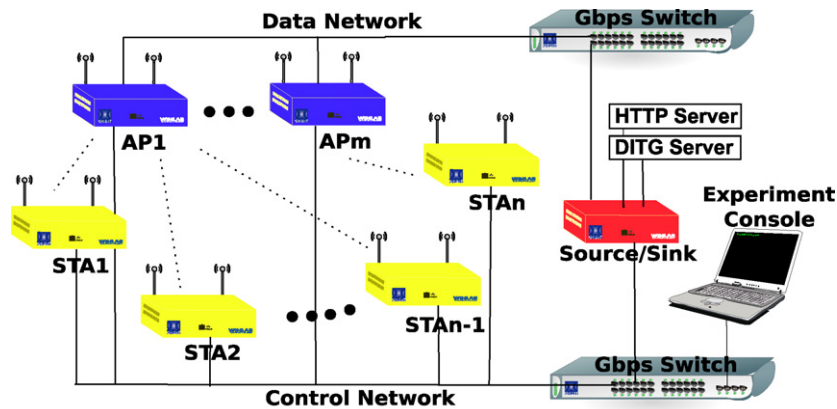 Data Network
Gbps Switch
AP1
APm
HTTP Server
DITG Server
STAn
Experiment
Console
Source/Sink
STA1
STA2
STAn-1
Gbps Switch
Control Network